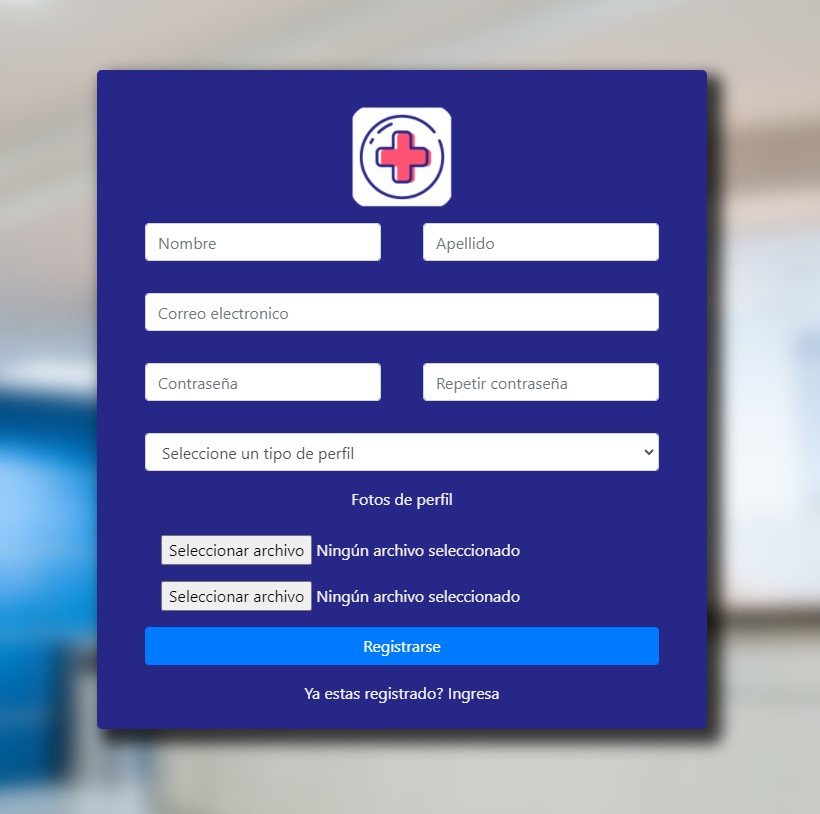 Nombre Apellido
Correo electronico
Contraseña Repetir contraseña
Seleccione un tipo de perfil
Fotos de perfil
Seleccionar archivo Ningún archivo seleccionado
Seleccionar archivo Ningún archivo seleccionado
Registrarse
Ya estas registrado? Ingresa